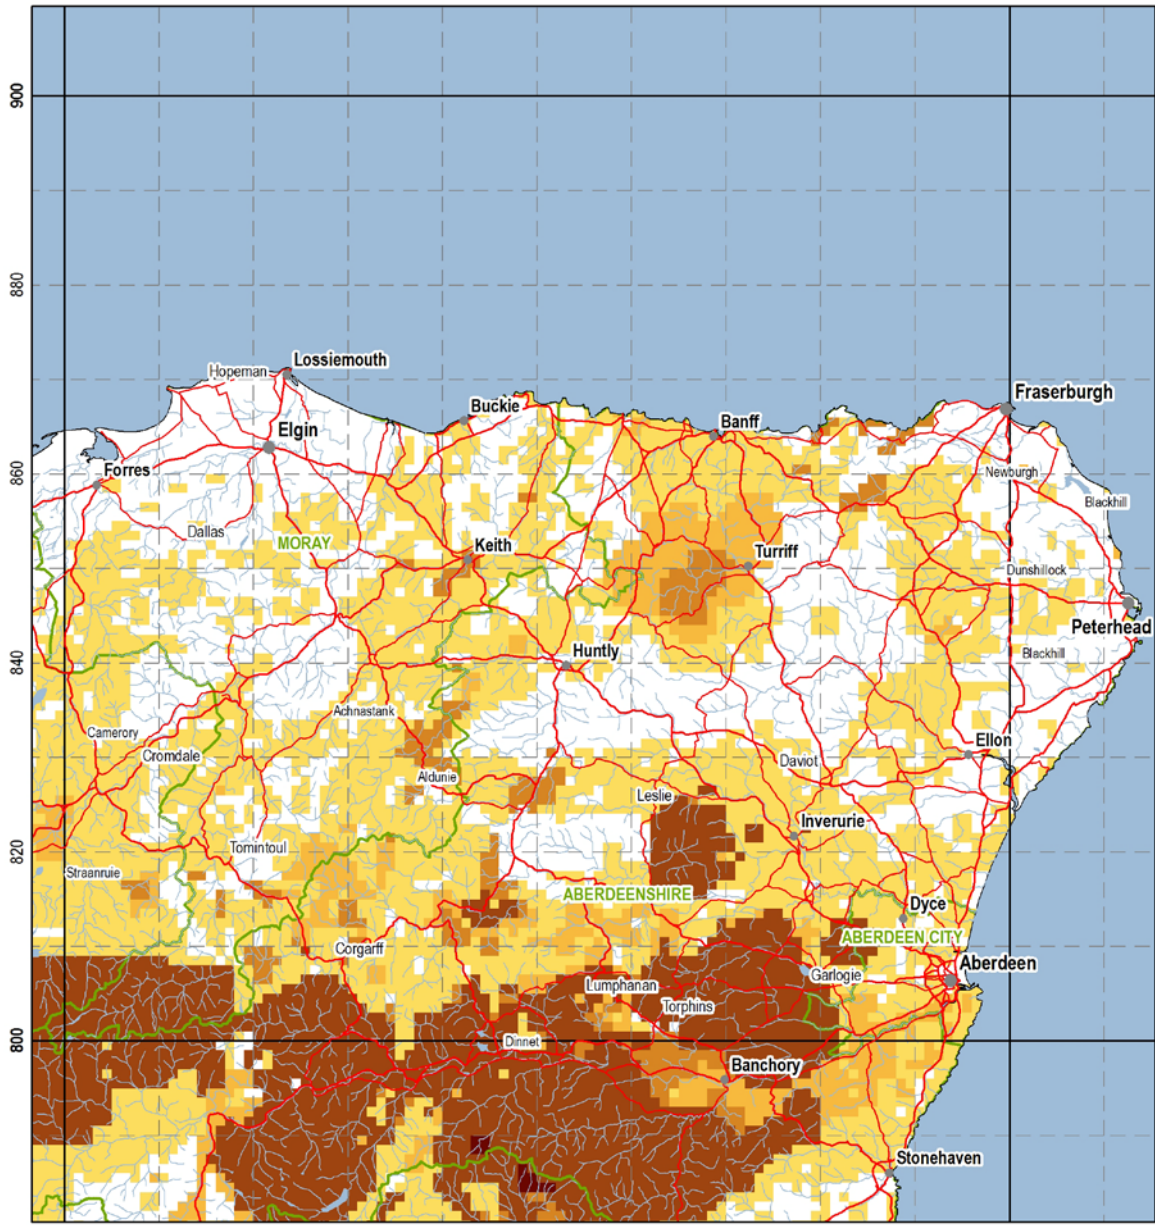 900
880
Lossiemouth
Hopeman
Fraserburgh
Buckie
Banff
Elgin
860
Forres
Newburgh
Blackhill
Dallas
MORAY
Keith
Turriff
Dunshillock
Peterhead
Huntly
Blackhill
840
Achnastank
Camerory
Cromdale
Ellon
Daviot
Aldunie
Leslie
Inverurie
820
Tomintoul
Straanruie
ABERDEENSHIRE
Dyce
ABERDEEN CITY
Corgarff
Aberdeen
Garlogie
Lumphanan
Torphins
800
Dinnet
Banchory
Stonehaven